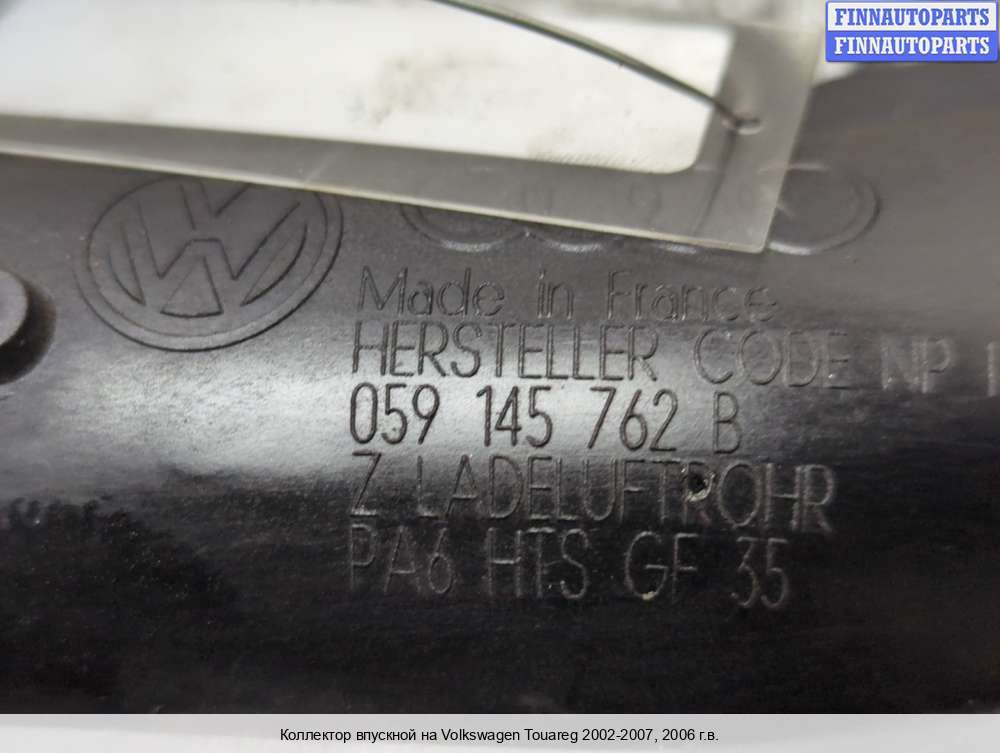 FINNAUTOPARTS
FINNAUTOPARTS
VW
Made in France
HERSTELLER CODE NP
059 145 762 B
Z LADELUFTROHR
PA6 HTS GF 35
Коллектор впускной на Volkswagen Touareg 2002-2007, 2006 г.в.